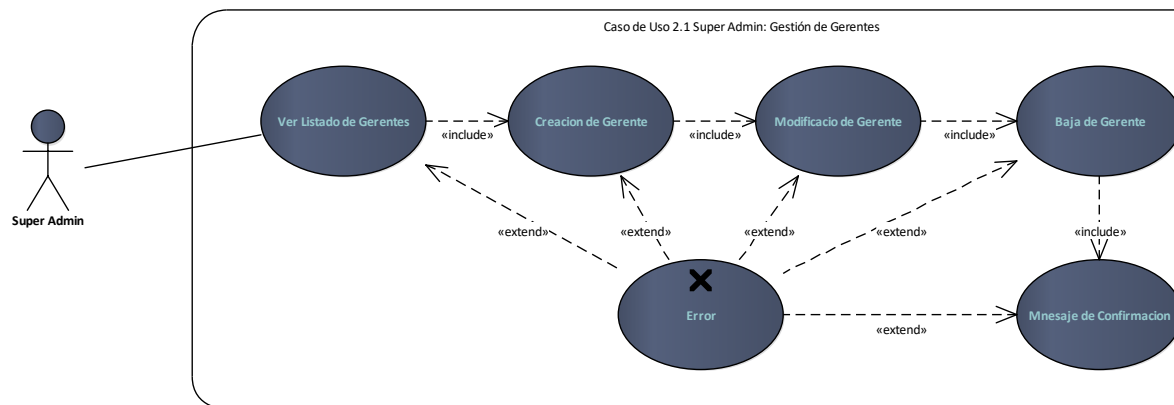 Caso de Uso 2.1 Super Admin: Gestión de Gerentes
Ver Listado de Gerentes
«include»
Creacion de Gerente
«include»
Modificacio de Gerente
«include»
Baja de Gerente
Super Admin
«extend»
«extend»
«extend»
«extend»
«include»
Error
«extend»
Mnesaje de Confirmacion